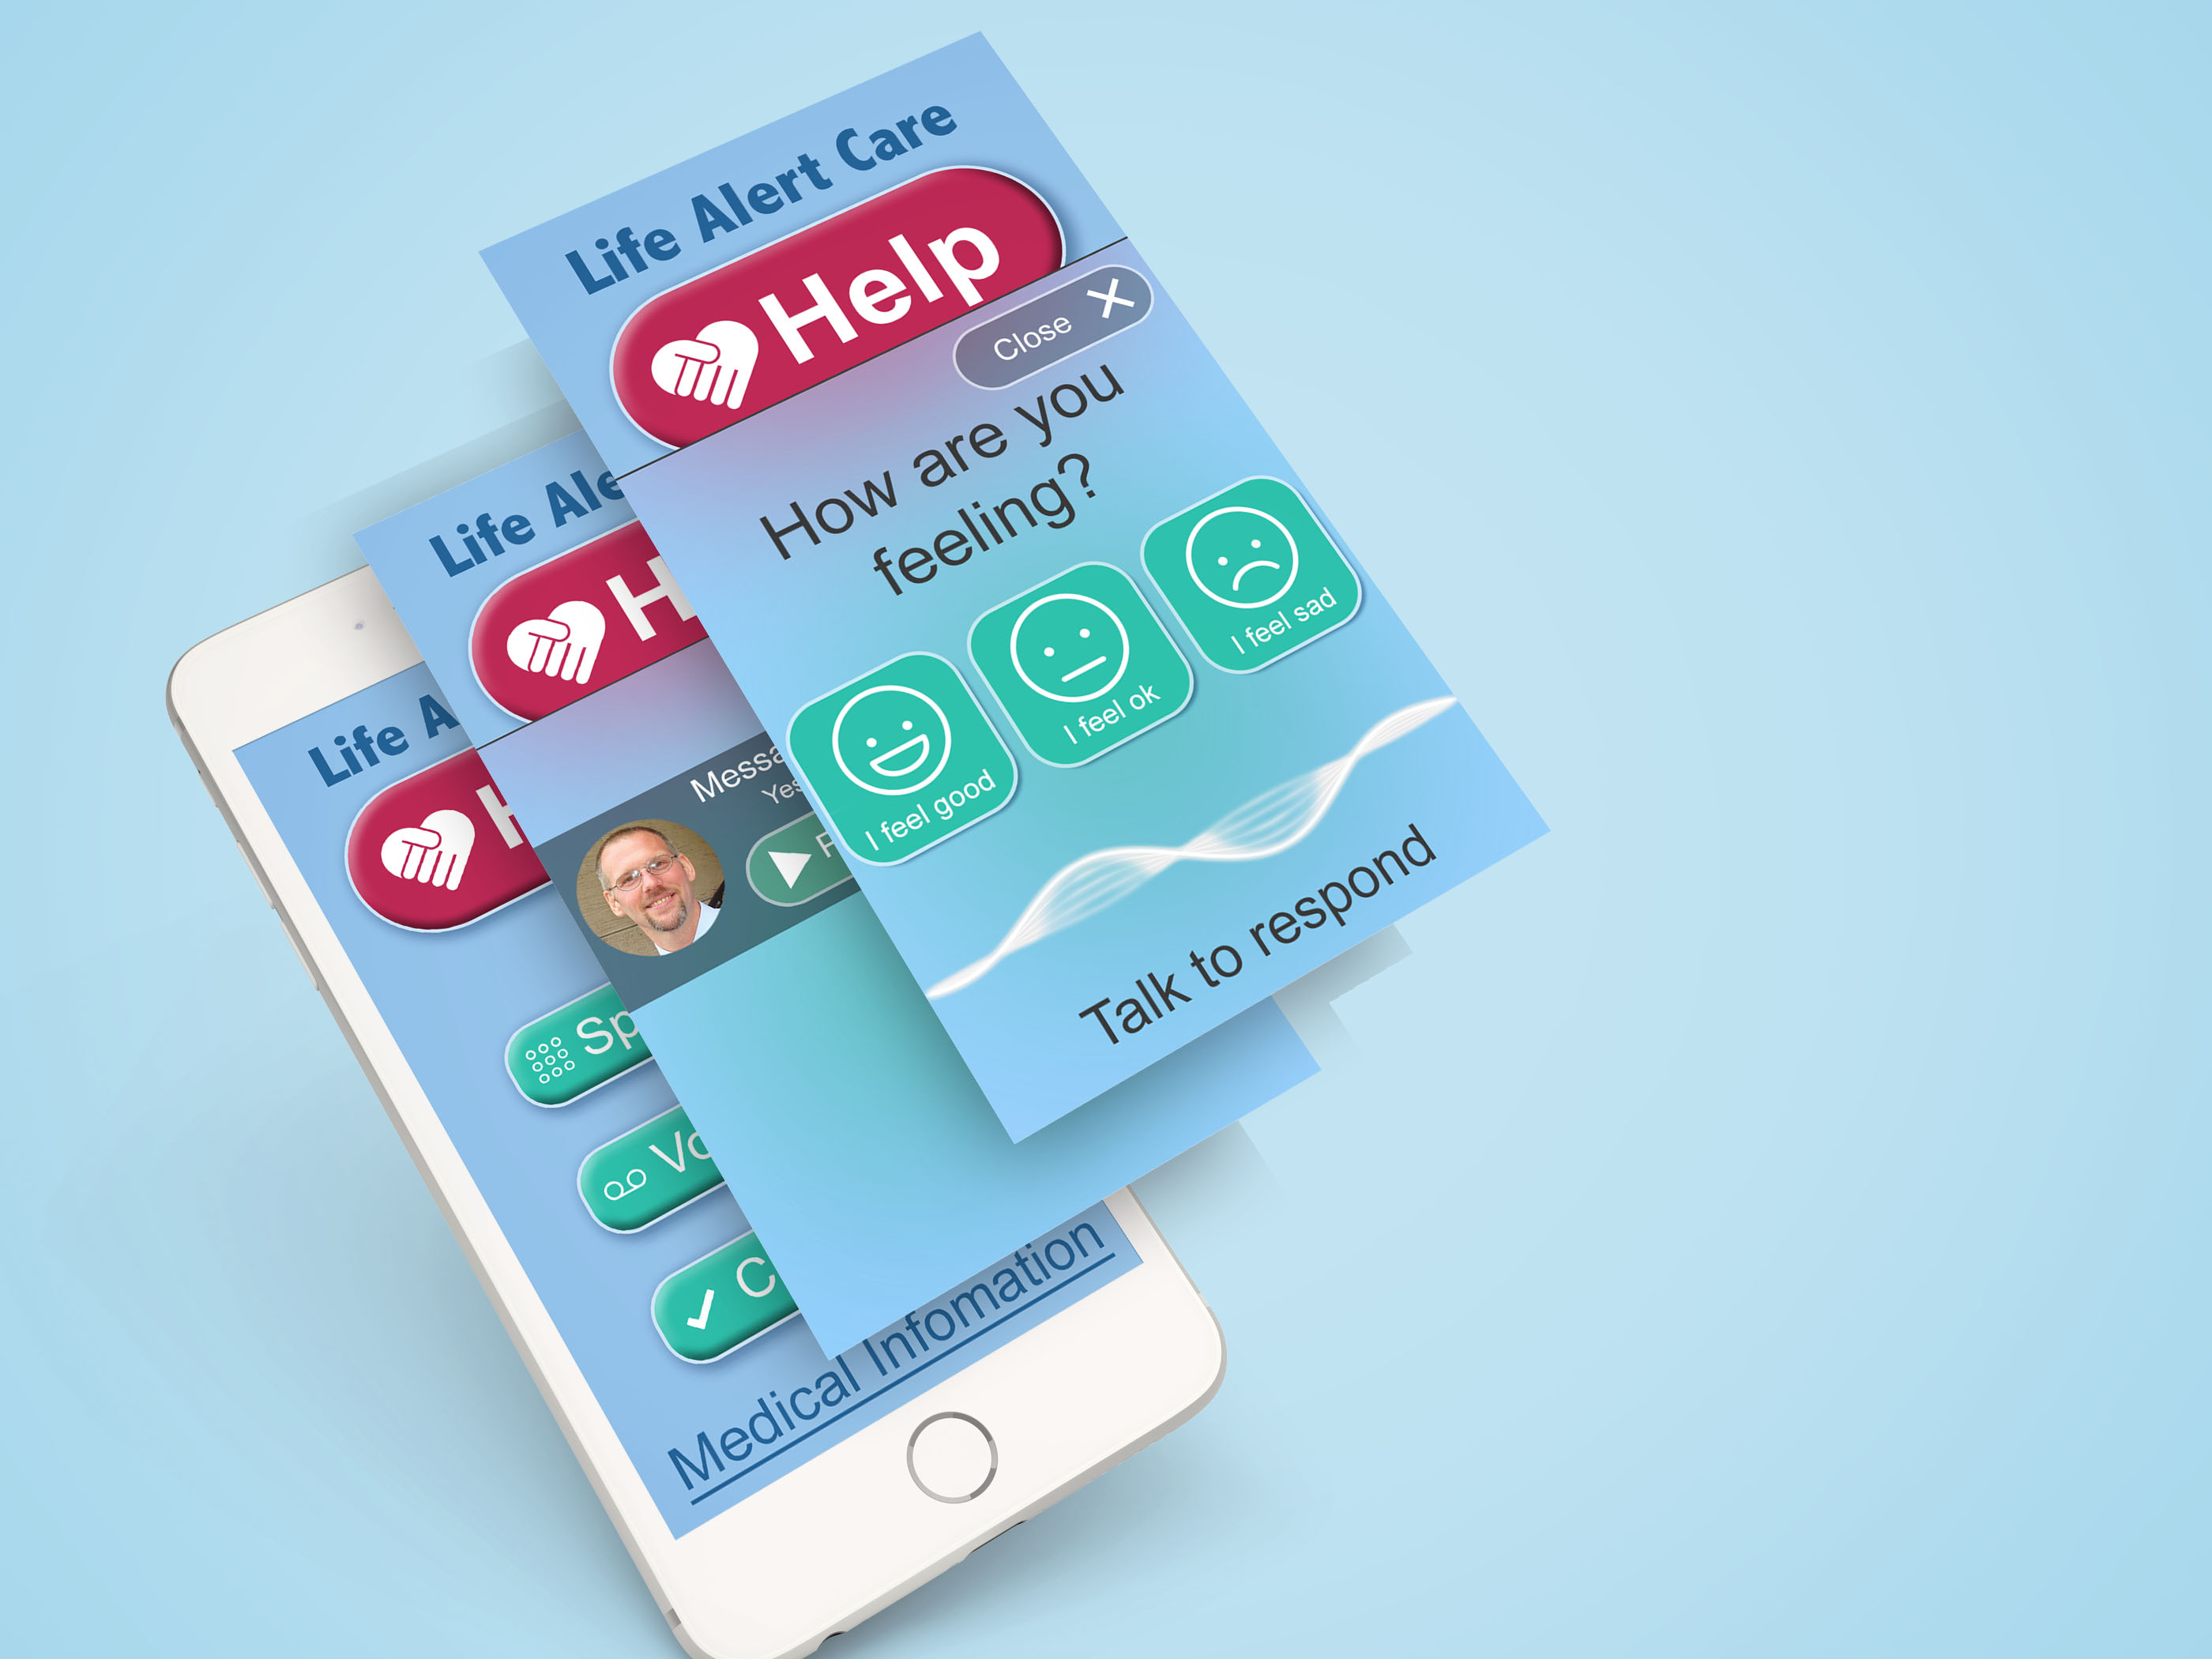 Life Alert Care
Help
Close
How are you
feeling?
I feel good
I feel ok
I feel sad
Talk to respond
Life Ale
H
Messa
Yes
Life A
H
Sp
Vo
C
Medical Infomation